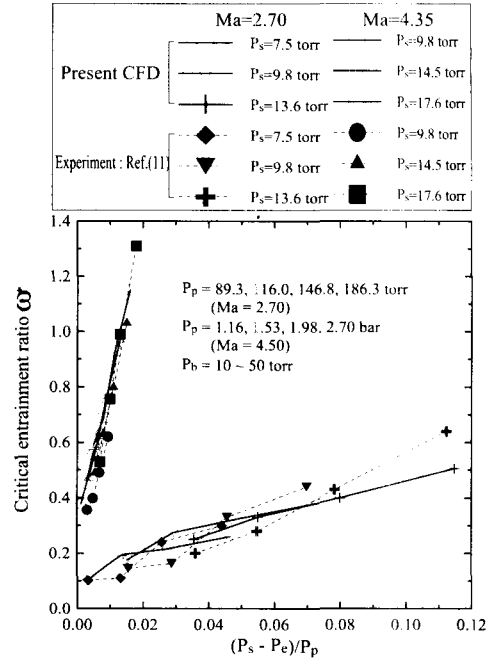 Ma=2.70 Ma=4.35
Present CFD
Ps=7.5 torr Ps=9.8 torr
Ps=9.8 torr Ps=14.5 torr
Ps=13.6 torr Ps=17.6 torr
Experiment : Ref.(11)
Ps=7.5 torr Ps=9.8 torr
Ps=9.8 torr Ps=14.5 torr
Ps=13.6 torr Ps=17.6 torr
1.4
1.2
1.0
0.8
0.6
0.4
0.2
0.0
Critical entrainment ratio ϖ
Pp = 89.3, 116.0, 146.8, 186.3 torr
(Ma = 2.70)
Pp = 1.16, 1.53, 1.98. 2.70 bar
(Ma = 4.50)
Pb = 10 ~ 50 torr
0.00 0.02 0.04 0.06 0.08 0.10 0.12
(Ps - Pe)/Pp